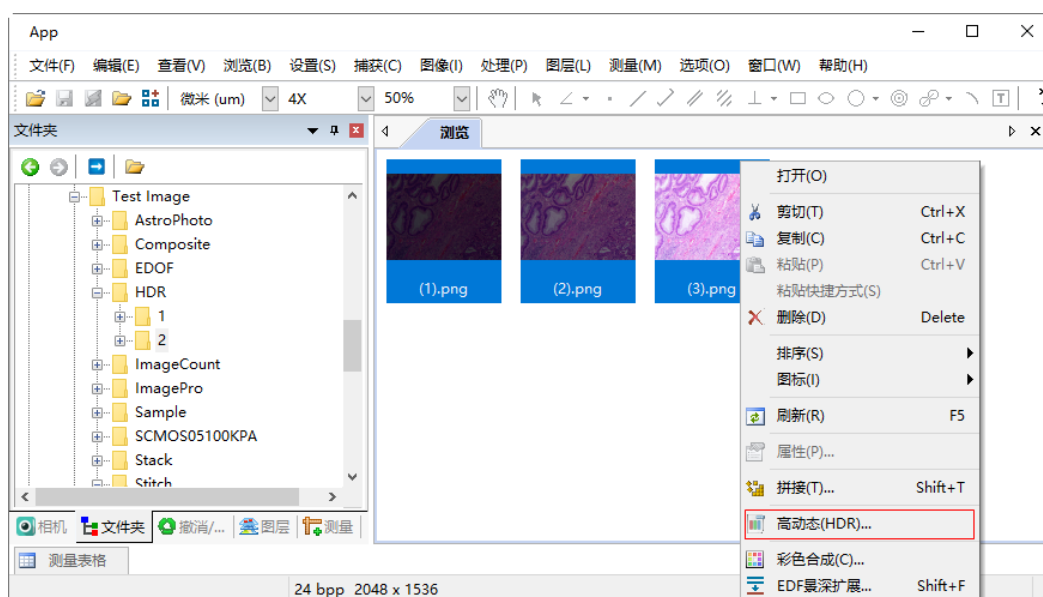 App
文件(F) 编辑(E) 查看(V) 浏览(B) 设置(S) 捕获(C) 图像(I) 处理(P) 图层(L) 测量(M) 选项(O) 窗口(W) 帮助(H)
微米 (um) 4X 50%
文件夹
浏览
Test Image
AstroPhoto
Composite
EDOF
HDR
1
2
ImageCount
ImagePro
Sample
SCMOS05100KPA
Stack
Stitch
相机 文件夹 撤消/... 图层 测量
(1).png (2).png (3).png
打开(O)
剪切(T) Ctrl+X
复制(C) Ctrl+C
粘贴(P) Ctrl+V
粘贴快捷方式(S)
删除(D) Delete
排序(S)
图标(I)
刷新(R) F5
属性(P)...
拼接(T)... Shift+T
高动态(HDR)...
彩色合成(C)...
EDF景深扩展... Shift+F
测量表格
24 bpp 2048 x 1536